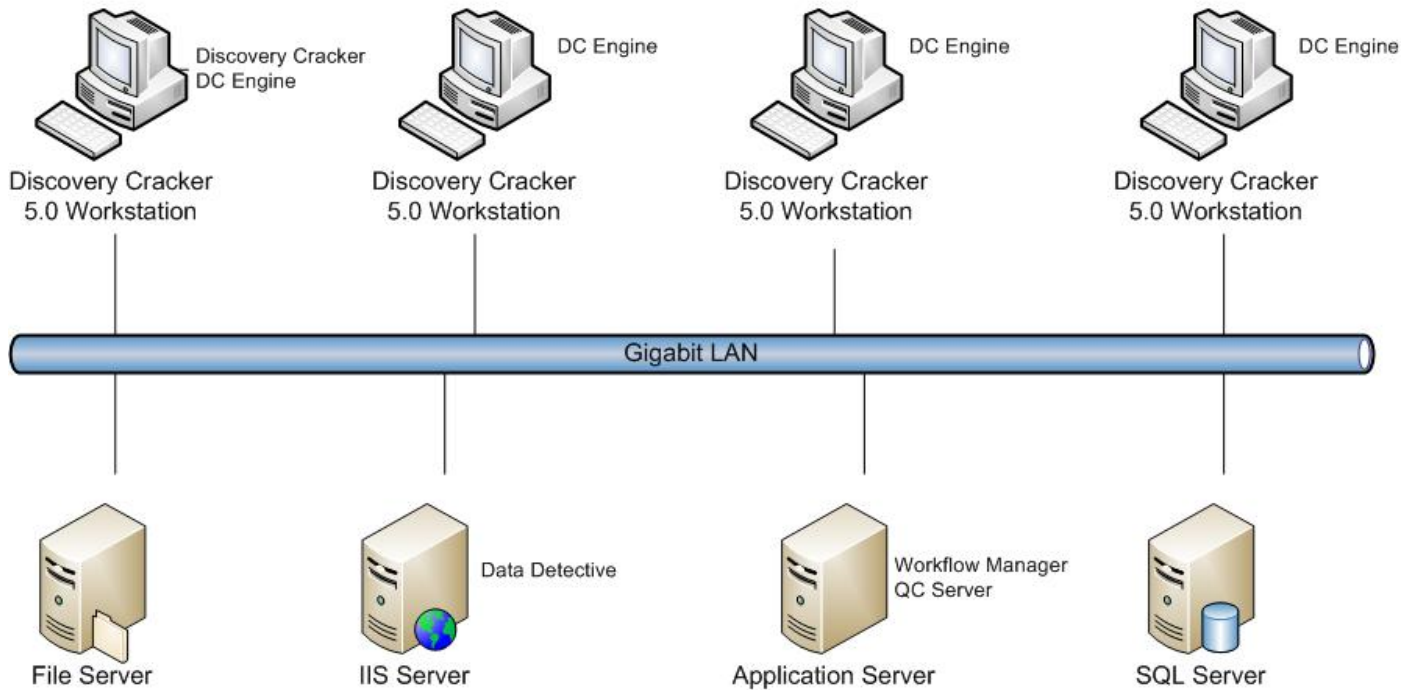 Discovery Cracker
DC Engine
DC Engine
DC Engine
DC Engine
Discovery Cracker
5.0 Workstation
Discovery Cracker
5.0 Workstation
Discovery Cracker
5.0 Workstation
Discovery Cracker
5.0 Workstation
Gigabit LAN
Data Detective
Workflow Manager
QC Server
File Server
IIS Server
Application Server
SQL Server